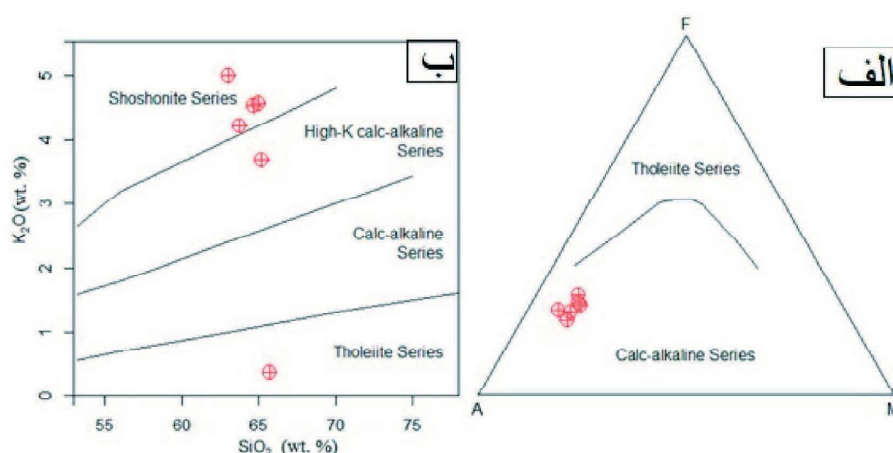 ب
Shoshonite Series
High-K calc-alkaline
Series
Calc-alkaline
Series
Tholeiite Series
K₂O (wt. %)
0
1
2
3
4
5
55
60
65
70
75
SiO₂ (wt. %)
الف
F
Tholeiite Series
Calc-alkaline Series
A
M